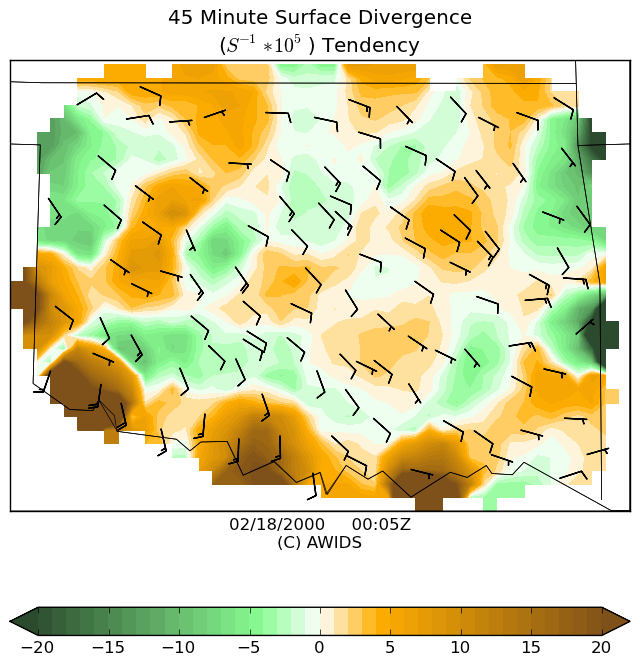 45 Minute Surface Divergence
(S⁻¹ *10⁵ ) Tendency
02/18/2000 00:05Z
(C) AWIDS
−20 −15 −10 −5 0 5 10 15 20